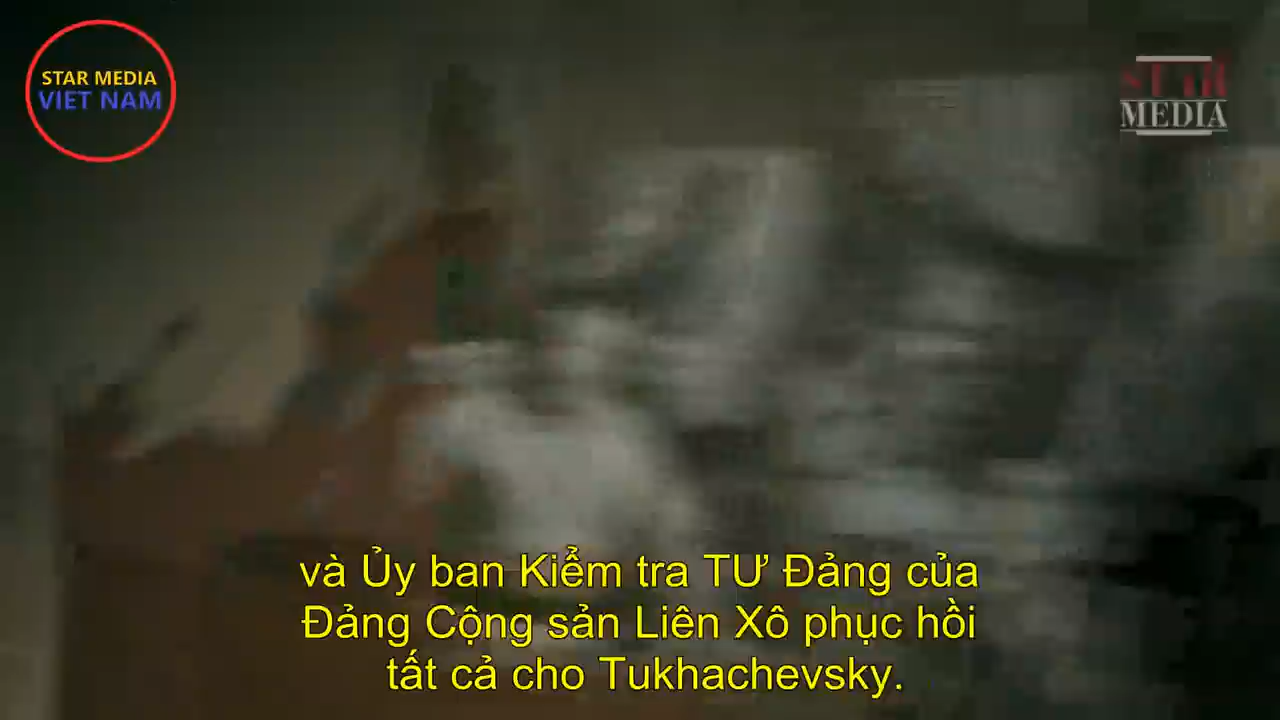 STAR MEDIA
VIET NAM
STAR
MEDIA
và Ủy ban Kiểm tra TƯ Đảng của
Đảng Cộng sản Liên Xô phục hồi
tất cả cho Tukhachevsky.